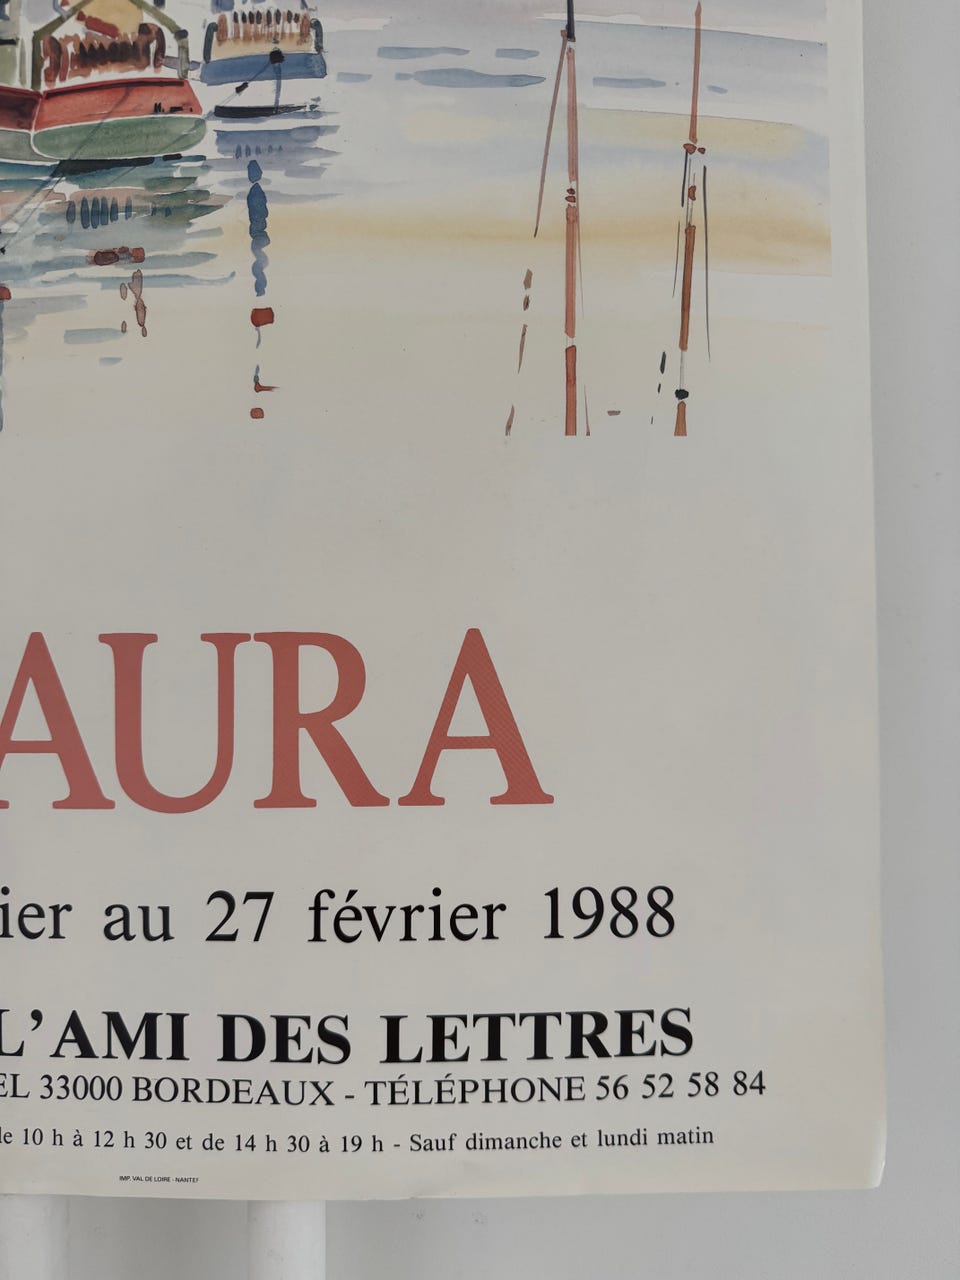 AURA
ier au 27 février 1988
L'AMI DES LETTRES
EL 33000 BORDEAUX - TÉLÉPHONE 56 52 58 84
de 10 h à 12 h 30 et de 14 h 30 à 19 h - Sauf dimanche et lundi matin
IMP. VAL DE LOIRE - NANTES